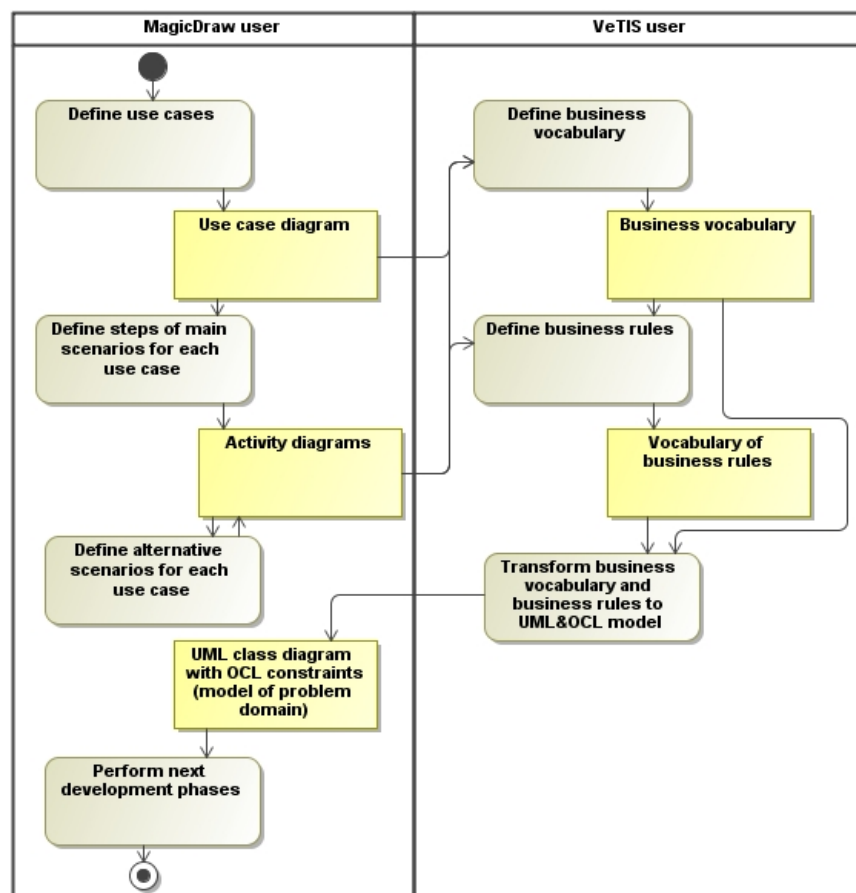 MagicDraw user
VeTIS user
Define use cases
Define business
vocabulary
Use case diagram
Business vocabulary
Define steps of main
scenarios for each
use case
Define business rules
Activity diagrams
Vocabulary of
business rules
Define alternative
scenarios for each
use case
Transform business
vocabulary and
business rules to
UML&OCL model
UML class diagram
with OCL constraints
(model of problem
domain)
Perform next
development phases